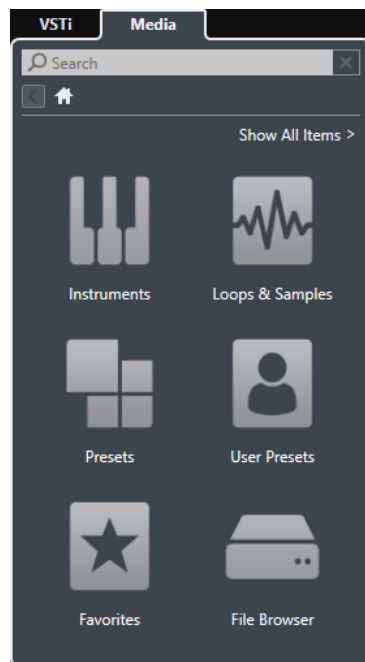 VSTi Media
Search
Show All Items >
Instruments Loops & Samples
Presets User Presets
Favorites File Browser